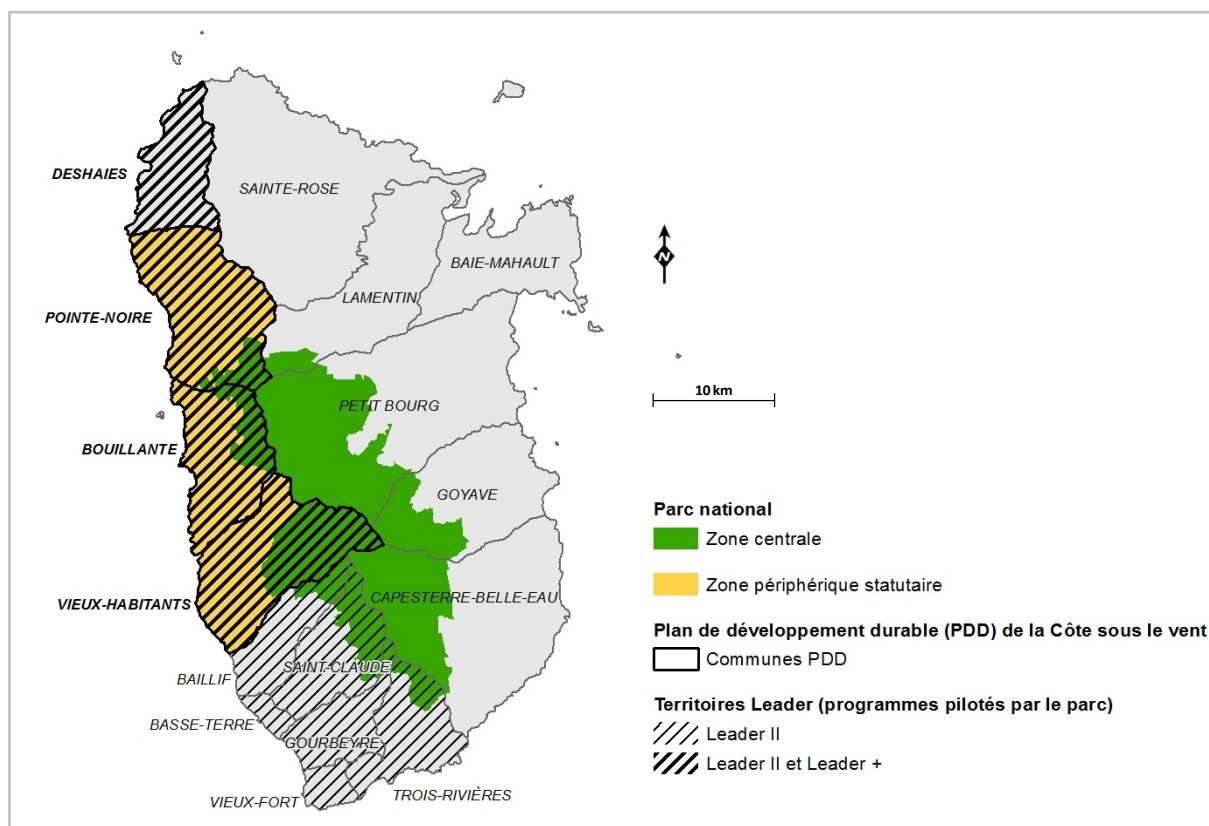 DESHAIES
SAINTE-ROSE
BAIE-MAHAULT
LAMENTIN
POINTE-NOIRE
PETIT BOURG
BOUILLANTE
GOYAVE
VIEUX-HABITANTS
CAPESTERRE-BELLE-EAU
SAINT-CLAUDE
BAILLIF
BASSE-TERRE
GOURBEYRE
VIEUX-FORT
TROIS-RIVIÈRES
N
10 km
Parc national
Zone centrale
Zone périphérique statutaire
Plan de développement durable (PDD) de la Côte sous le vent
Communes PDD
Territoires Leader (programmes pilotés par le parc)
Leader II
Leader II et Leader +